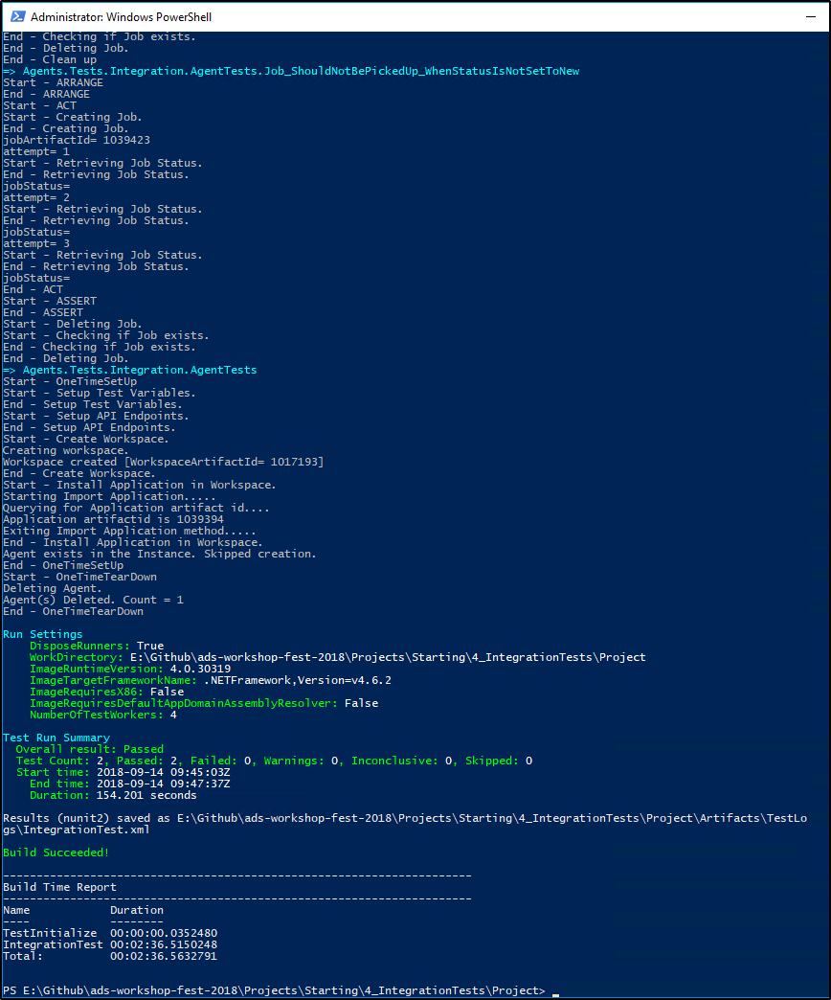 Administrator: Windows PowerShell
End - Checking if Job exists.
End - Deleting Job.
End - Clean up
=> Agents.Tests.Integration.AgentTests.Job_ShouldNotBePickedUp_WhenStatusIsNotSetToNew
Start - ARRANGE
End - ARRANGE
Start - ACT
Start - Creating Job.
End - Creating Job.
jobArtifactId= 1039423
attempt= 1
Start - Retrieving Job Status.
End - Retrieving Job Status.
jobStatus=
attempt= 2
Start - Retrieving Job Status.
End - Retrieving Job Status.
jobStatus=
attempt= 3
Start - Retrieving Job Status.
End - Retrieving Job Status.
jobStatus=
End - ACT
Start - ASSERT
End - ASSERT
Start - Deleting Job.
Start - Checking if Job exists.
End - Checking if Job exists.
End - Deleting Job.
=> Agents.Tests.Integration.AgentTests
Start - OneTimeSetUp
Start - Setup Test Variables.
End - Setup Test Variables.
Start - Setup API Endpoints.
End - Setup API Endpoints.
Start - Create Workspace.
Creating workspace.
Workspace created [WorkspaceArtifactId= 1017193]
End - Create Workspace.
Start - Install Application in Workspace.
Starting Import Application.....
Querying for Application artifact id....
Application artifactid is 1039394
Exiting Import Application method.....
End - Install Application in Workspace.
Agent exists in the Instance. Skipped creation.
End - OneTimeSetUp
Start - OneTimeTearDown
Deleting Agent.
Agent(s) Deleted. Count = 1
End - OneTimeTearDown
Run Settings
DisposeRunners: True
WorkDirectory: E:\Github\ads-workshop-fest-2018\Projects\Starting\4_IntegrationTests\Project
ImageRuntimeVersion: 4.0.30319
ImageTargetFrameworkName: .NETFramework,Version=v4.6.2
ImageRequiresX86: False
ImageRequiresDefaultAppDomainAssemblyResolver: False
NumberOfTestWorkers: 4
Test Run Summary
Overall result: Passed
Test Count: 2, Passed: 2, Failed: 0, Warnings: 0, Inconclusive: 0, Skipped: 0
Start time: 2018-09-14 09:45:03Z
End time: 2018-09-14 09:47:37Z
Duration: 154.201 seconds
Results (nunit2) saved as E:\Github\ads-workshop-fest-2018\Projects\Starting\4_IntegrationTests\Project\Artifacts\TestLo
gs\IntegrationTest.xml
Build Succeeded!
----------------------------------------------------------------------
Build Time Report
----------------------------------------------------------------------
Name Duration
---- --------
TestInitialize 00:00:00.0352480
IntegrationTest 00:02:36.5150248
Total: 00:02:36.5632791
PS E:\Github\ads-workshop-fest-2018\Projects\Starting\4_IntegrationTests\Project>